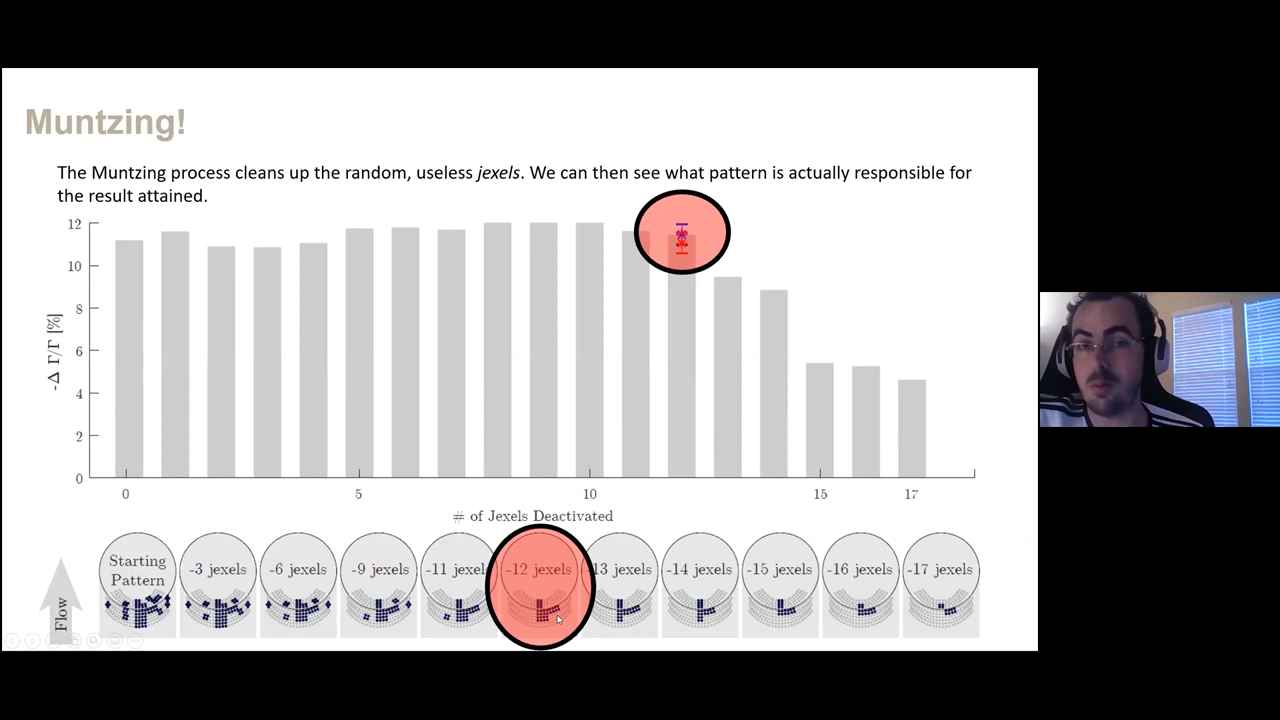 Muntzing!
The Muntzing process cleans up the random, useless jexels. We can then see what pattern is actually responsible for
the result attained.
12
10
8
6
4
2
0
-Δ Γ/Γ [%]
0 5 10 15 17
# of Jexels Deactivated
Flow
Starting
Pattern
-3 jexels
-6 jexels
-9 jexels
-11 jexels
-12 jexels
-13 jexels
-14 jexels
-15 jexels
-16 jexels
-17 jexels